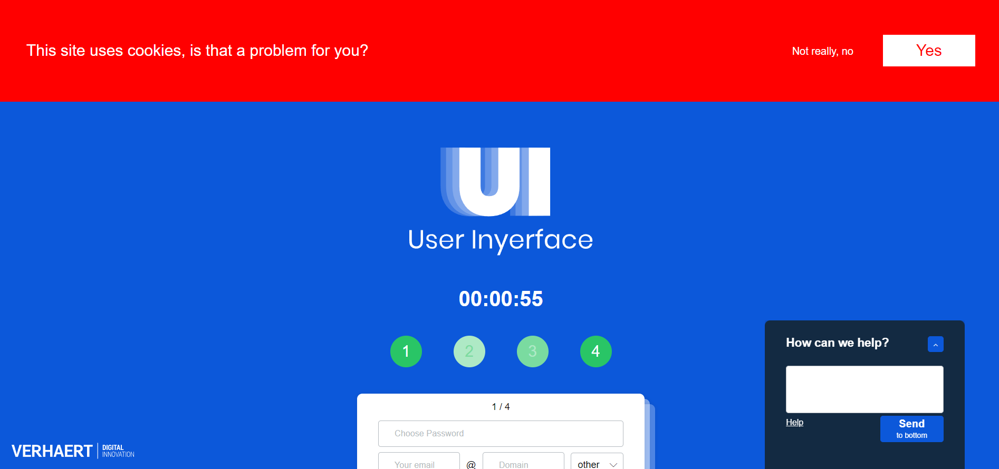 This site uses cookies, is that a problem for you?
Not really, no
Yes
UI
User Inyerface
00:00:55
1
2
3
4
1 / 4
Choose Password
Your email
@
Domain
other
How can we help?
Help
Send
to bottom
VERHAERT
DIGITAL
INNOVATION